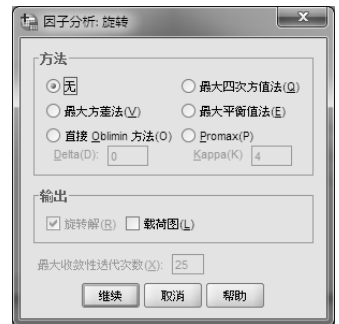 因子分析: 旋转
方法
无
最大四次方值法(Q)
最大方差法(V)
最大平衡值法(E)
直接 Oblimin 方法(O)
Promax(P)
Delta(D): 0
Kappa(K) 4
输出
旋转解(R)
载荷图(L)
最大收敛性迭代次数(X): 25
继续
取消
帮助